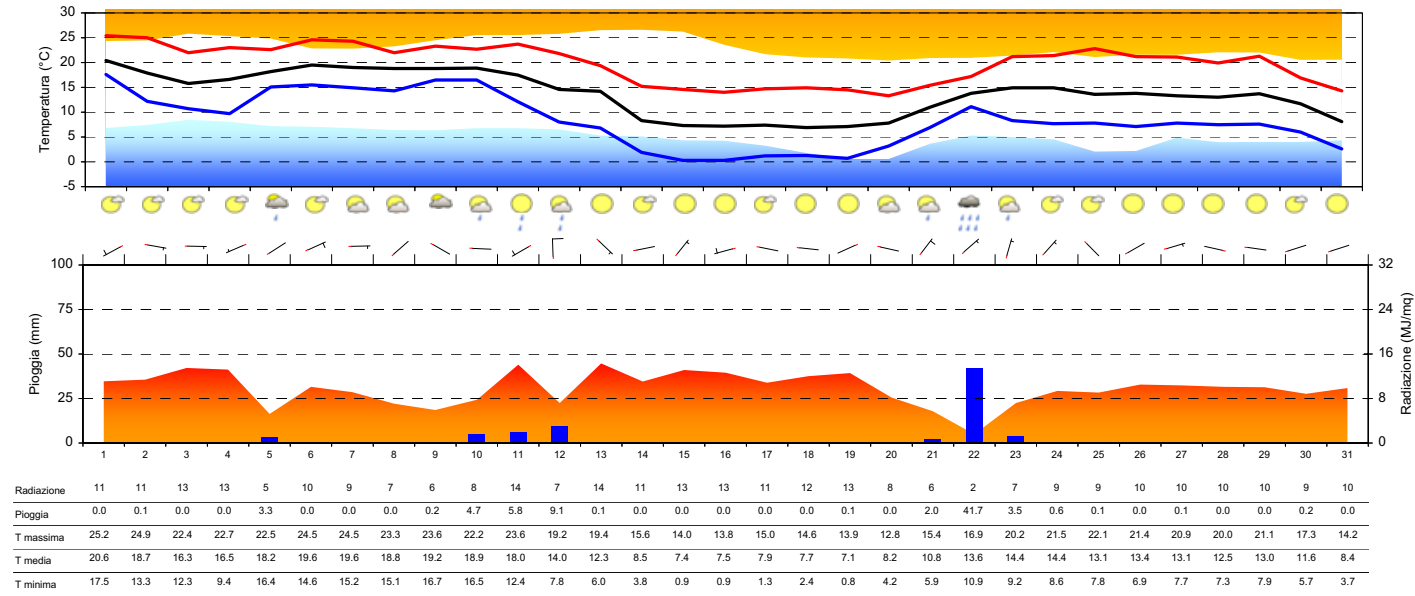 30
25
20
15
10
5
0
-5
Temperatura (°C)
100
75
50
25
0
Pioggia (mm)
32
24
16
8
0
Radiazione (MJ/mq)
1 2 3 4 5 6 7 8 9 10 11 12 13 14 15 16 17 18 19 20 21 22 23 24 25 26 27 28 29 30 31
Radiazione 11 11 13 13 5 10 9 7 6 8 14 7 14 11 13 13 11 12 13 8 6 2 7 9 9 10 10 10 10 9 10
Pioggia 0.0 0.1 0.0 0.0 3.3 0.0 0.0 0.0 0.2 4.7 5.8 9.1 0.1 0.0 0.0 0.0 0.0 0.0 0.1 0.0 2.0 41.7 3.5 0.6 0.1 0.0 0.1 0.0 0.0 0.2 0.0
T massima 25.2 24.9 22.4 22.7 22.5 24.5 24.5 23.3 23.6 22.2 23.6 19.2 19.4 15.6 14.0 13.8 15.0 14.6 13.9 12.8 15.4 16.9 20.2 21.5 22.1 21.4 20.9 20.0 21.1 17.3 14.2
T media 20.6 18.7 16.3 16.5 18.2 19.6 19.6 18.8 19.2 18.9 18.0 14.0 12.3 8.5 7.4 7.5 7.9 7.7 7.1 8.2 10.8 13.6 14.4 14.4 13.1 13.4 13.1 12.5 13.0 11.6 8.4
T minima 17.5 13.3 12.3 9.4 16.4 14.6 15.2 15.1 16.7 16.5 12.4 7.8 6.0 3.8 0.9 0.9 1.3 2.4 0.8 4.2 5.9 10.9 9.2 8.6 7.8 6.9 7.7 7.3 7.9 5.7 3.7